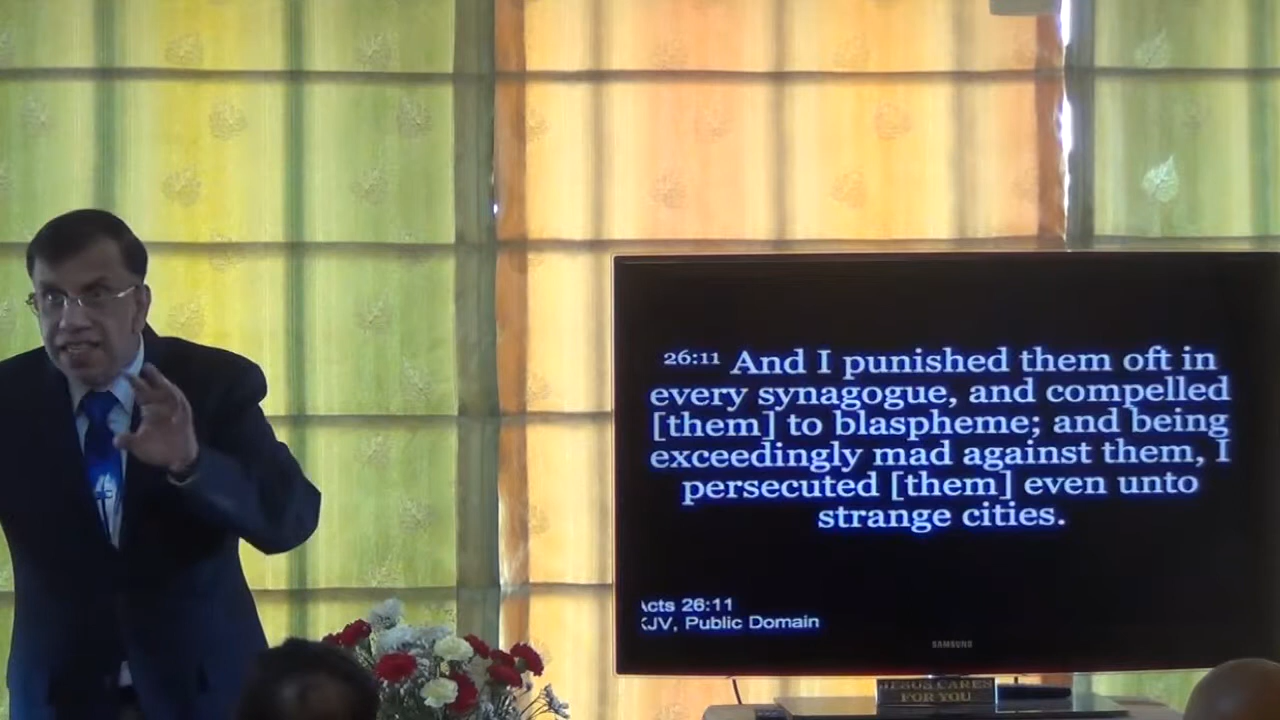 26:11 And I punished them oft in
every synagogue, and compelled
[them] to blaspheme; and being
exceedingly mad against them, I
persecuted [them] even unto
strange cities.
Acts 26:11
KJV, Public Domain
SAMSUNG
JESUS CARES
FOR YOU